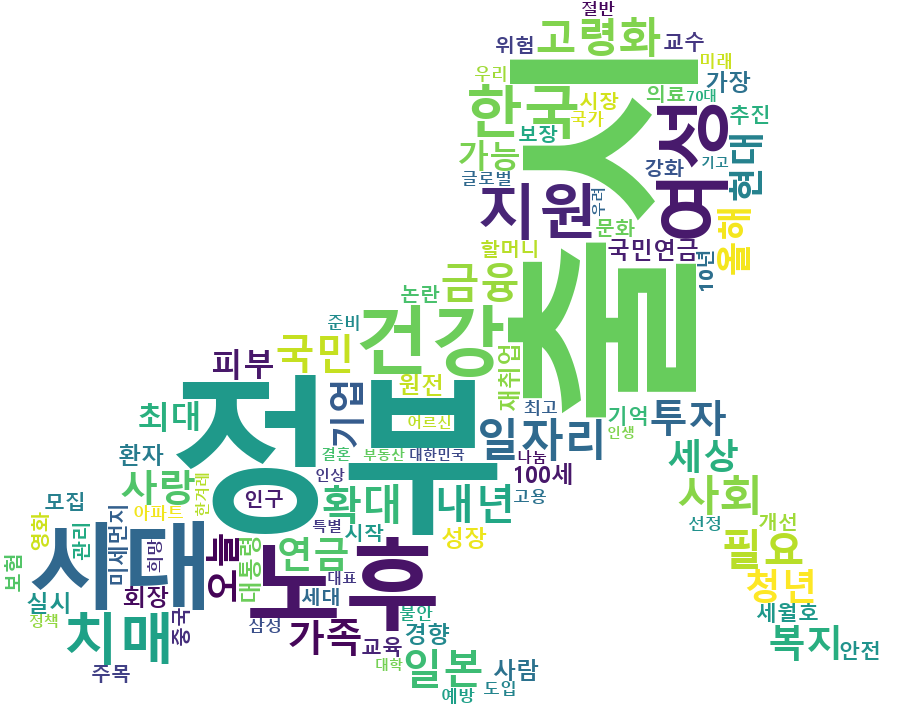 절반
위험
고령화
교수
우리
미래
한국
시장
의료
70대
가장
국가
출시
여성
추진
보장
가능
현대
강화
기고
글로벌
지원
우려
문화
올해
할머니
국민연금
10년
금융
논란
준비
건강
국민
피부
재취업
원전
최고
기억
투자
최대
정부
기업
어르신
일자리
인생
환자
결혼
부동산
대한민국
나눔
세상
사랑
한겨레
인상
100세
사회
모집
인구
확대
내년
고용
아파트
시대
특별
시작
선정
개선
영화
관리
미세먼지
희망
오늘
대통령
연금
성장
필요
보험
노후
대표
청년
실시
회장
세대
불안
세월호
정책
치매
중국
삼성
가족
교육
경향
복지
안전
주목
대학
일본
사람
예방
도입